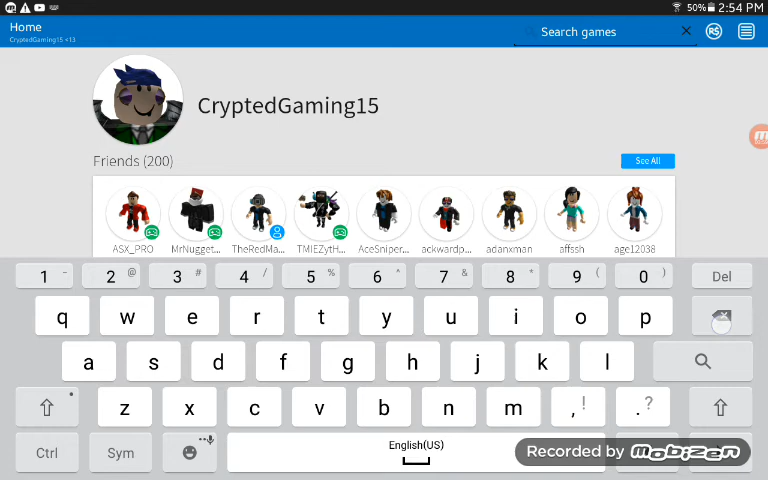 50% 2:54 PM
Home
CryptedGaming15 <13
Search games
R$
CryptedGaming15
Friends (200)
See All
ASX_PRO MrNugget... TheRedMa... TMIEZytH... AceSniper... ackwardp... adanxman affssh age12038
1 - 2 @ 3 # 4 / 5 % 6 ^ 7 & 8 * 9 ( 0 ) Del
q w e r t y u i o p
a s d f g h j k l
z x c v b n m , ! . ?
Ctrl Sym English(US)
Recorded by mobizen